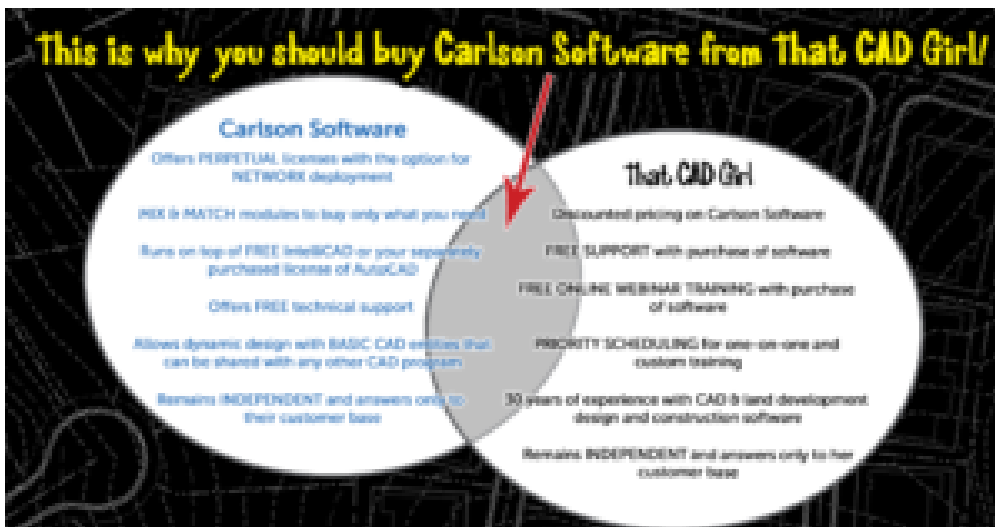 This is why you should buy Carlson Software from That CAD Girl!
Carlson Software
Offers PERPETUAL licenses with the option for
NETWORK deployment
MIX & MATCH modules to buy only what you need
Runs on top of FREE IntelliCAD or your separately
purchased license of AutoCAD
Offers FREE technical support
Allows dynamic design with BASIC CAD entities that
can be shared with any other CAD program
Remains INDEPENDENT and answers only to
their customer base
That CAD Girl
Discounted pricing on Carlson Software
FREE SUPPORT with purchase of software
FREE ONLINE WEBINAR TRAINING with purchase
of software
PRIORITY SCHEDULING for one-on-one and
custom training
30 years of experience with CAD & land development
design and construction software
Remains INDEPENDENT and answers only to her
customer base